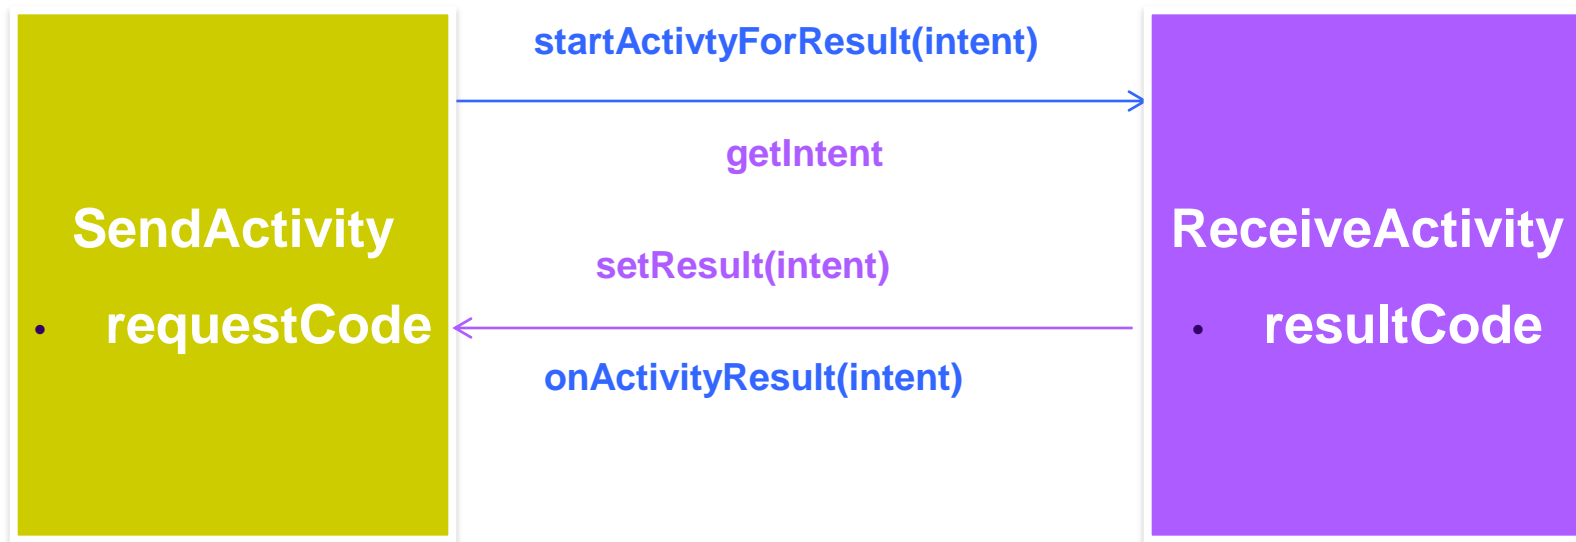 startActivtyForResult(intent)
getIntent
SendActivity
ReceiveActivity
setResult(intent)
• requestCode
• resultCode
onActivityResult(intent)